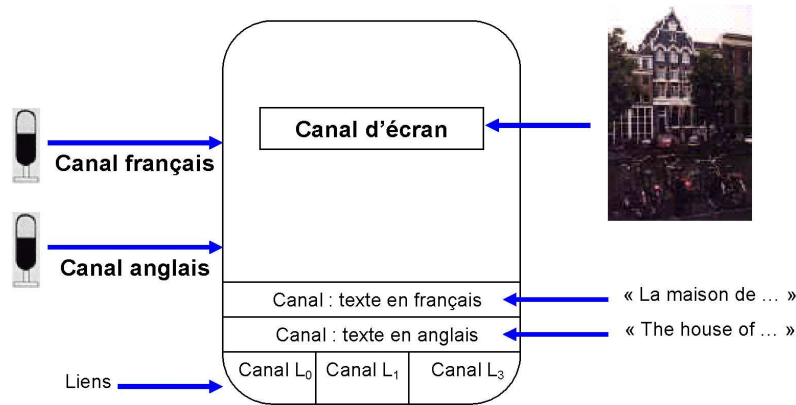 Canal d'écran
Canal français
Canal anglais
Canal : texte en français
« La maison de … »
Canal : texte en anglais
« The house of … »
Liens
Canal L₀
Canal L₁
Canal L₃